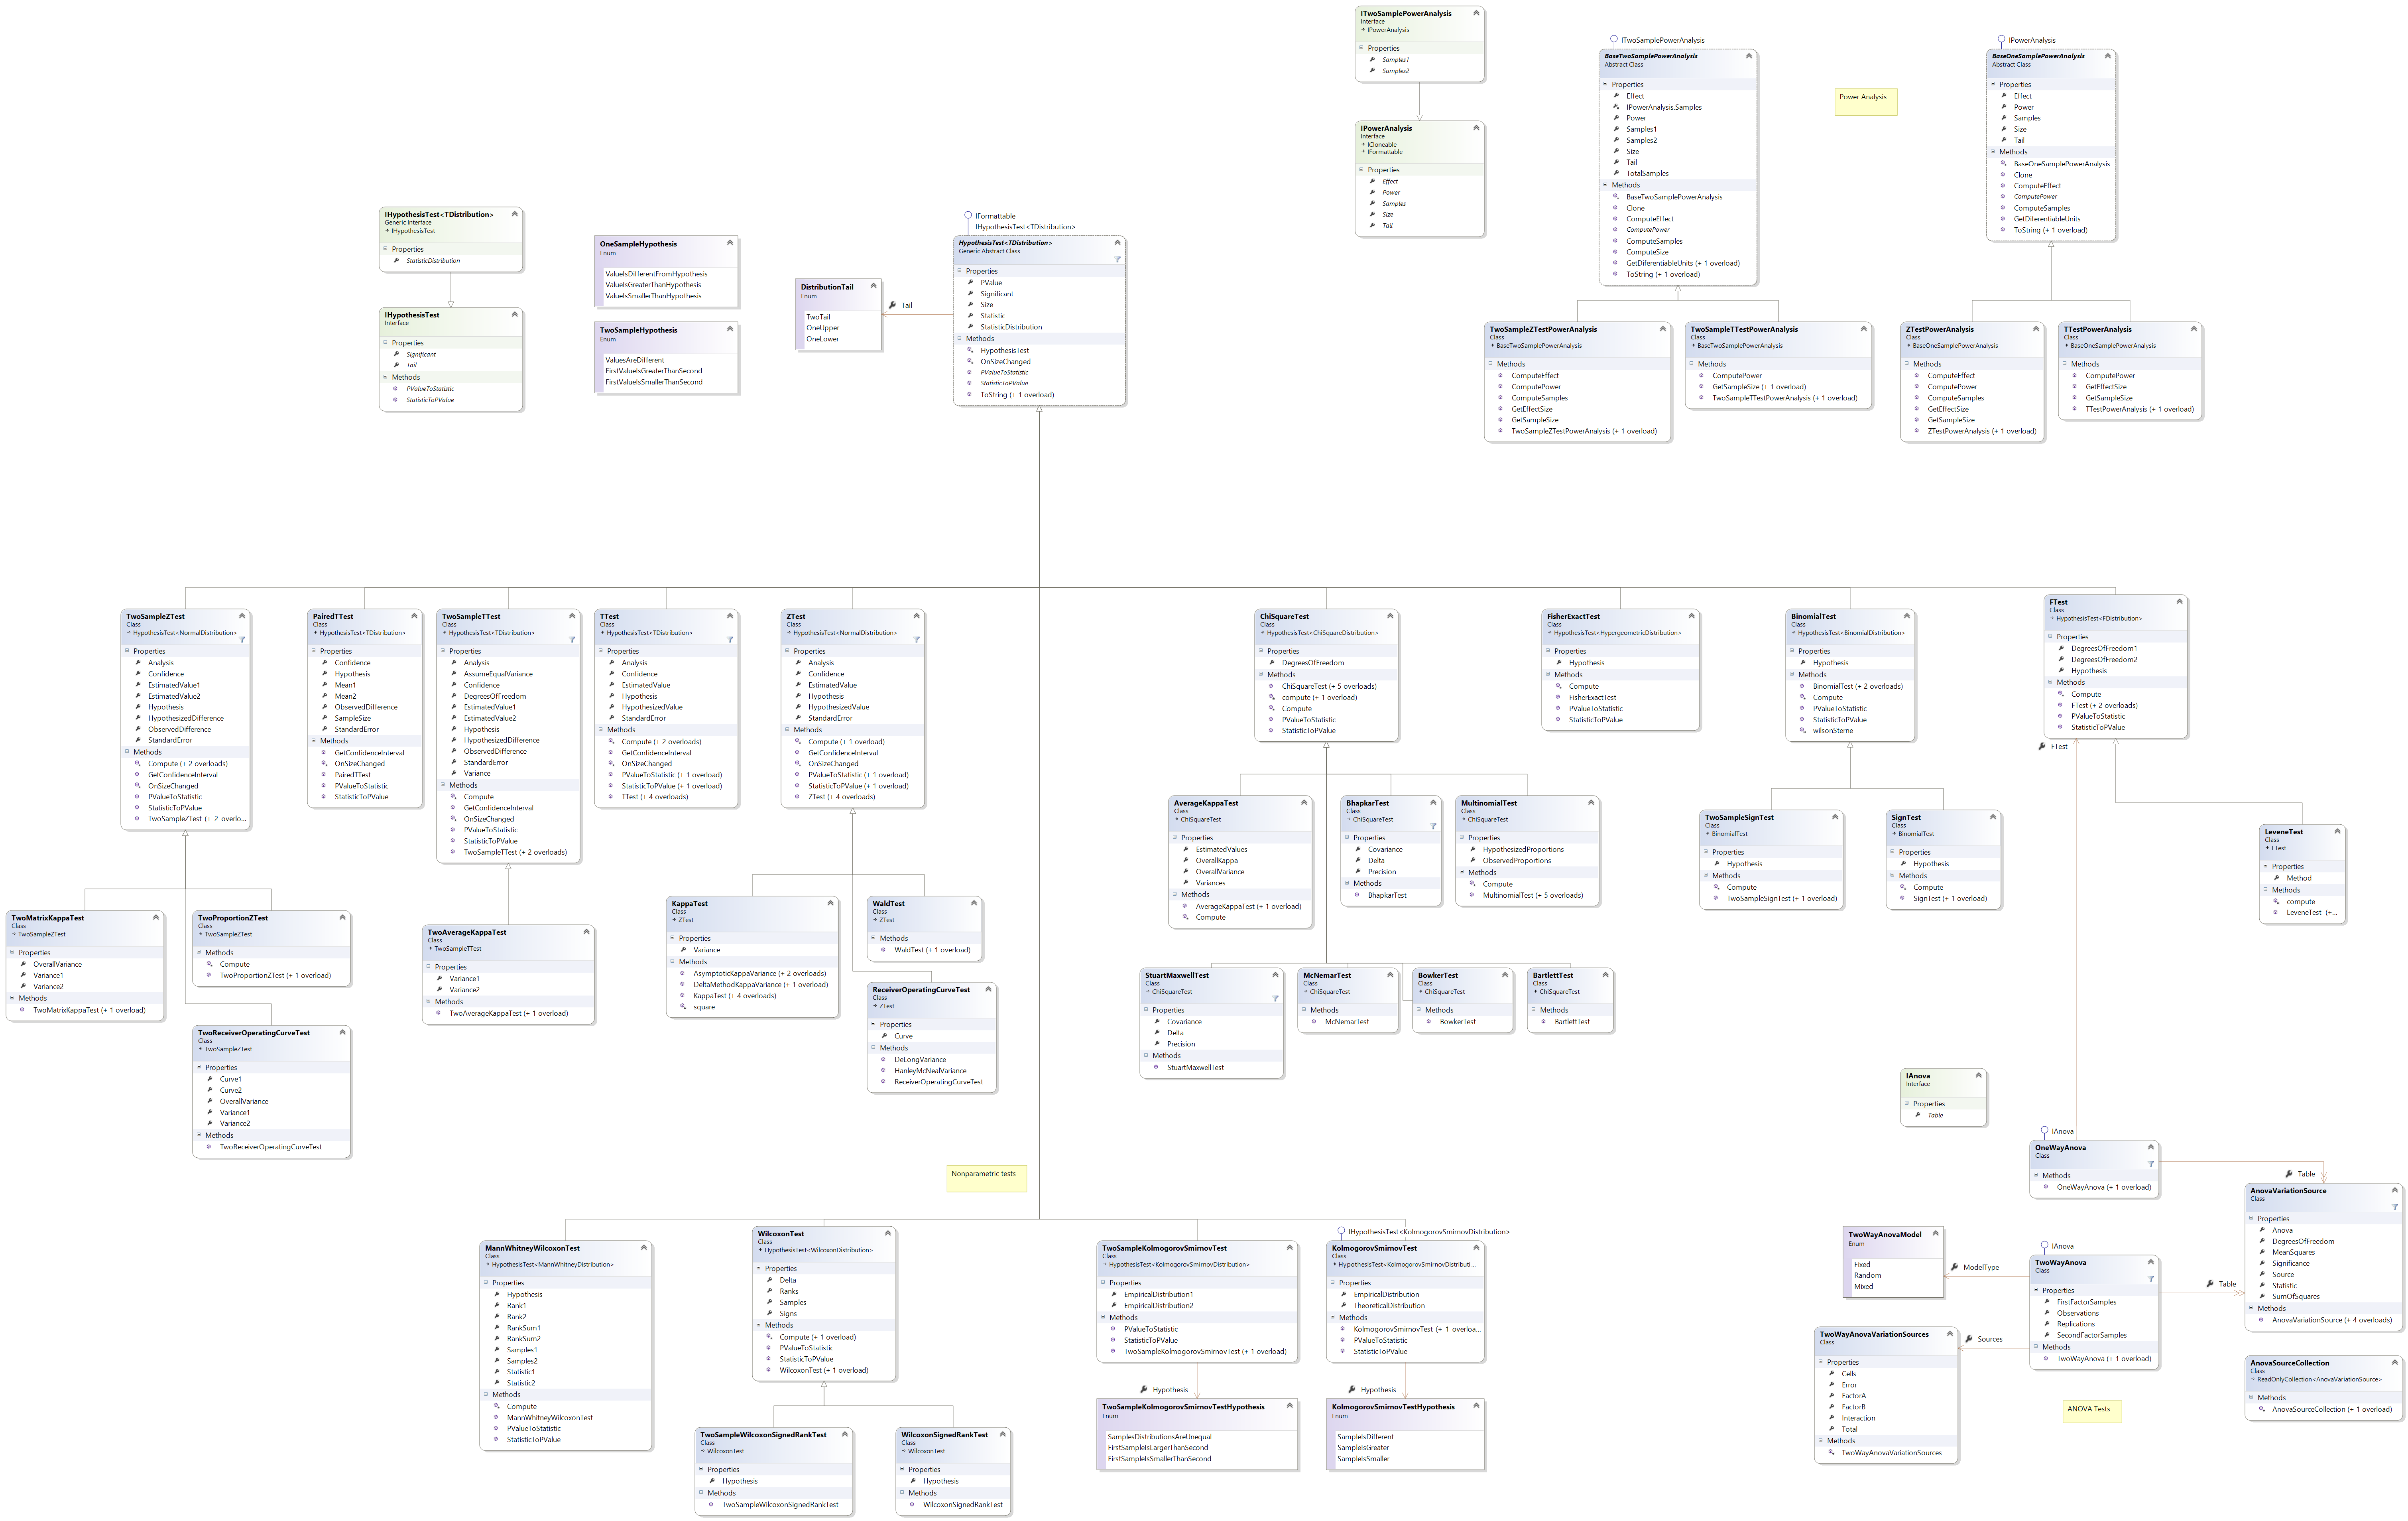 ITwoSamplePowerAnalysis
Interface
IPowerAnalysis
Properties
Samples1
Samples2
IPowerAnalysis
Interface
ICloneable
IFormattable
Properties
Effect
Power
Samples
Size
Tail
ITwoSamplePowerAnalysis
BaseTwoSamplePowerAnalysis
Abstract Class
Properties
Effect
IPowerAnalysis.Samples
Power
Samples1
Samples2
Size
Tail
TotalSamples
Methods
BaseTwoSamplePowerAnalysis
Clone
ComputeEffect
ComputePower
ComputeSamples
ComputeSize
GetDiferentiableUnits (+ 1 overload)
ToString (+ 1 overload)
Power Analysis
IPowerAnalysis
BaseOneSamplePowerAnalysis
Abstract Class
Properties
Effect
Power
Samples
Size
Tail
Methods
BaseOneSamplePowerAnalysis
Clone
ComputeEffect
ComputePower
ComputeSamples
GetDiferentiableUnits
ToString (+ 1 overload)
IHypothesisTest<TDistribution>
Generic Interface
IHypothesisTest
Properties
StatisticDistribution
IHypothesisTest
Interface
Properties
Significant
Tail
Methods
PValueToStatistic
StatisticToPValue
OneSampleHypothesis
Enum
ValueIsDifferentFromHypothesis
ValueIsGreaterThanHypothesis
ValueIsSmallerThanHypothesis
TwoSampleHypothesis
Enum
ValuesAreDifferent
FirstValueIsGreaterThanSecond
FirstValueIsSmallerThanSecond
DistributionTail
Enum
TwoTail
OneUpper
OneLower
Tail
IFormattable
IHypothesisTest<TDistribution>
HypothesisTest<TDistribution>
Generic Abstract Class
Properties
PValue
Significant
Size
Statistic
StatisticDistribution
Methods
HypothesisTest
OnSizeChanged
PValueToStatistic
StatisticToPValue
ToString (+ 1 overload)
TwoSampleZTestPowerAnalysis
Class
BaseTwoSamplePowerAnalysis
Methods
ComputeEffect
ComputePower
ComputeSamples
GetEffectSize
GetSampleSize
TwoSampleZTestPowerAnalysis (+ 1 overload)
TwoSampleTTestPowerAnalysis
Class
BaseTwoSamplePowerAnalysis
Methods
ComputePower
GetSampleSize (+ 1 overload)
TwoSampleTTestPowerAnalysis (+ 1 overload)
ZTestPowerAnalysis
Class
BaseOneSamplePowerAnalysis
Methods
ComputeEffect
ComputePower
ComputeSamples
GetEffectSize
GetSampleSize
ZTestPowerAnalysis (+ 1 overload)
TTestPowerAnalysis
Class
BaseOneSamplePowerAnalysis
Methods
ComputePower
GetEffectSize
GetSampleSize
TTestPowerAnalysis (+ 1 overload)
TwoSampleZTest
Class
HypothesisTest<NormalDistribution>
Properties
Analysis
Confidence
EstimatedValue1
EstimatedValue2
Hypothesis
HypothesizedDifference
ObservedDifference
StandardError
Methods
Compute (+ 2 overloads)
GetConfidenceInterval
OnSizeChanged
PValueToStatistic
StatisticToPValue
TwoSampleZTest (+ 2 overlo...
PairedTTest
Class
HypothesisTest<TDistribution>
Properties
Confidence
Hypothesis
Mean1
Mean2
ObservedDifference
SampleSize
StandardError
Methods
GetConfidenceInterval
OnSizeChanged
PairedTTest
PValueToStatistic
StatisticToPValue
TwoSampleTTest
Class
HypothesisTest<TDistribution>
Properties
Analysis
AssumeEqualVariance
Confidence
DegreesOfFreedom
EstimatedValue1
EstimatedValue2
Hypothesis
HypothesizedDifference
ObservedDifference
StandardError
Variance
Methods
Compute
GetConfidenceInterval
OnSizeChanged
PValueToStatistic
StatisticToPValue
TwoSampleTTest (+ 2 overloads)
TTest
Class
HypothesisTest<TDistribution>
Properties
Analysis
Confidence
EstimatedValue
Hypothesis
HypothesizedValue
StandardError
Methods
Compute (+ 2 overloads)
GetConfidenceInterval
OnSizeChanged
PValueToStatistic (+ 1 overload)
StatisticToPValue (+ 1 overload)
TTest (+ 4 overloads)
ZTest
Class
HypothesisTest<NormalDistribution>
Properties
Analysis
Confidence
EstimatedValue
Hypothesis
HypothesizedValue
StandardError
Methods
Compute (+ 1 overload)
GetConfidenceInterval
OnSizeChanged
PValueToStatistic (+ 1 overload)
StatisticToPValue (+ 1 overload)
ZTest (+ 4 overloads)
ChiSquareTest
Class
HypothesisTest<ChiSquareDistribution>
Properties
DegreesOfFreedom
Methods
ChiSquareTest (+ 5 overloads)
compute (+ 1 overload)
Compute
PValueToStatistic
StatisticToPValue
FisherExactTest
Class
HypothesisTest<HypergeometricDistribution>
Properties
Hypothesis
Methods
Compute
FisherExactTest
PValueToStatistic
StatisticToPValue
BinomialTest
Class
HypothesisTest<BinomialDistribution>
Properties
Hypothesis
Methods
BinomialTest (+ 2 overloads)
Compute
PValueToStatistic
StatisticToPValue
wilsonSterne
FTest
Class
HypothesisTest<FDistribution>
Properties
DegreesOfFreedom1
DegreesOfFreedom2
Hypothesis
Methods
Compute
FTest (+ 2 overloads)
PValueToStatistic
StatisticToPValue
FTest
TwoMatrixKappaTest
Class
TwoSampleZTest
Properties
OverallVariance
Variance1
Variance2
Methods
TwoMatrixKappaTest (+ 1 overload)
TwoProportionZTest
Class
TwoSampleZTest
Methods
Compute
TwoProportionZTest (+ 1 overload)
TwoReceiverOperatingCurveTest
Class
TwoSampleZTest
Properties
Curve1
Curve2
OverallVariance
Variance1
Variance2
Methods
TwoReceiverOperatingCurveTest
TwoAverageKappaTest
Class
TwoSampleTTest
Properties
Variance1
Variance2
Methods
TwoAverageKappaTest (+ 1 overload)
KappaTest
Class
ZTest
Properties
Variance
Methods
AsymptoticKappaVariance (+ 2 overloads)
DeltaMethodKappaVariance (+ 1 overload)
KappaTest (+ 4 overloads)
square
WaldTest
Class
ZTest
Methods
WaldTest (+ 1 overload)
ReceiverOperatingCurveTest
Class
ZTest
Properties
Curve
Methods
DeLongVariance
HanleyMcNealVariance
ReceiverOperatingCurveTest
AverageKappaTest
Class
ChiSquareTest
Properties
EstimatedValues
OverallKappa
OverallVariance
Variances
Methods
AverageKappaTest (+ 1 overload)
Compute
BhapkarTest
Class
ChiSquareTest
Properties
Covariance
Delta
Precision
Methods
BhapkarTest
MultinomialTest
Class
ChiSquareTest
Properties
HypothesizedProportions
ObservedProportions
Methods
Compute
MultinomialTest (+ 5 overloads)
StuartMaxwellTest
Class
ChiSquareTest
Properties
Covariance
Delta
Precision
Methods
StuartMaxwellTest
McNemarTest
Class
ChiSquareTest
Methods
McNemarTest
BowkerTest
Class
ChiSquareTest
Methods
BowkerTest
BartlettTest
Class
ChiSquareTest
Methods
BartlettTest
TwoSampleSignTest
Class
BinomialTest
Properties
Hypothesis
Methods
Compute
TwoSampleSignTest (+ 1 overload)
SignTest
Class
BinomialTest
Properties
Hypothesis
Methods
Compute
SignTest (+ 1 overload)
LeveneTest
Class
FTest
Properties
Method
Methods
compute
LeveneTest (+...
IAnova
Interface
Properties
Table
IAnova
OneWayAnova
Class
Methods
OneWayAnova (+ 1 overload)
Table
AnovaVariationSource
Class
Properties
Anova
DegreesOfFreedom
MeanSquares
Significance
Source
Statistic
SumOfSquares
Methods
AnovaVariationSource (+ 4 overloads)
Nonparametric tests
MannWhitneyWilcoxonTest
Class
HypothesisTest<MannWhitneyDistribution>
Properties
Hypothesis
Rank1
Rank2
RankSum1
RankSum2
Samples1
Samples2
Statistic1
Statistic2
Methods
Compute
MannWhitneyWilcoxonTest
PValueToStatistic
StatisticToPValue
WilcoxonTest
Class
HypothesisTest<WilcoxonDistribution>
Properties
Delta
Ranks
Samples
Signs
Methods
Compute (+ 1 overload)
PValueToStatistic
StatisticToPValue
WilcoxonTest (+ 1 overload)
TwoSampleWilcoxonSignedRankTest
Class
WilcoxonTest
Properties
Hypothesis
Methods
TwoSampleWilcoxonSignedRankTest
WilcoxonSignedRankTest
Class
WilcoxonTest
Properties
Hypothesis
Methods
WilcoxonSignedRankTest
TwoSampleKolmogorovSmirnovTest
Class
HypothesisTest<KolmogorovSmirnovDistribution>
Properties
EmpiricalDistribution1
EmpiricalDistribution2
Methods
PValueToStatistic
StatisticToPValue
TwoSampleKolmogorovSmirnovTest (+ 1 overload)
Hypothesis
TwoSampleKolmogorovSmirnovTestHypothesis
Enum
SamplesDistributionsAreUnequal
FirstSampleIsLargerThanSecond
FirstSampleIsSmallerThanSecond
IHypothesisTest<KolmogorovSmirnovDistribution>
KolmogorovSmirnovTest
Class
HypothesisTest<KolmogorovSmirnovDistributi...
Properties
EmpiricalDistribution
TheoreticalDistribution
Methods
KolmogorovSmirnovTest (+ 1 overloa...
PValueToStatistic
StatisticToPValue
Hypothesis
KolmogorovSmirnovTestHypothesis
Enum
SampleIsDifferent
SampleIsGreater
SampleIsSmaller
TwoWayAnovaModel
Enum
Fixed
Random
Mixed
ModelType
IAnova
TwoWayAnova
Class
Properties
FirstFactorSamples
Observations
Replications
SecondFactorSamples
Methods
TwoWayAnova (+ 1 overload)
Table
Sources
TwoWayAnovaVariationSources
Class
Properties
Cells
Error
FactorA
FactorB
Interaction
Total
Methods
TwoWayAnovaVariationSources
ANOVA Tests
AnovaSourceCollection
Class
ReadOnlyCollection<AnovaVariationSource>
Methods
AnovaSourceCollection (+ 1 overload)